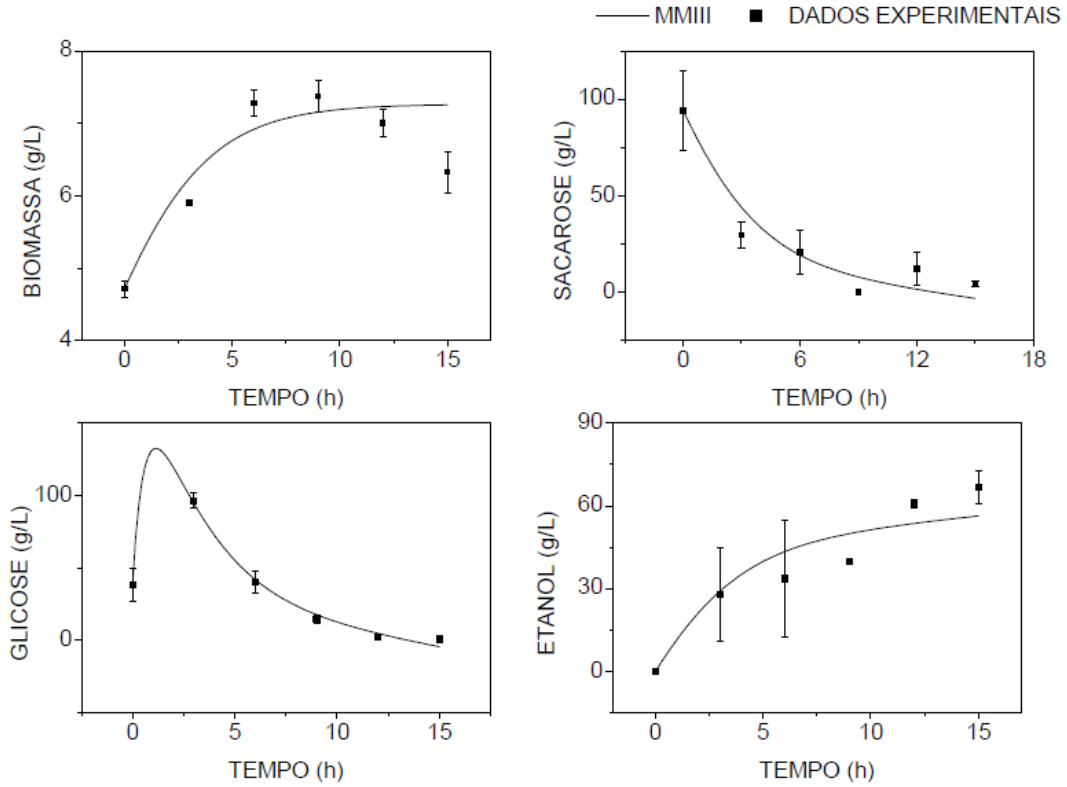 MMIII DADOS EXPERIMENTAIS
8
6
4
BIOMASSA (g/L)
0 5 10 15
TEMPO (h)
100
50
0
SACAROSE (g/L)
0 6 12 18
TEMPO (h)
100
0
GLICOSE (g/L)
0 5 10 15
TEMPO (h)
90
60
30
0
ETANOL (g/L)
0 5 10 15
TEMPO (h)